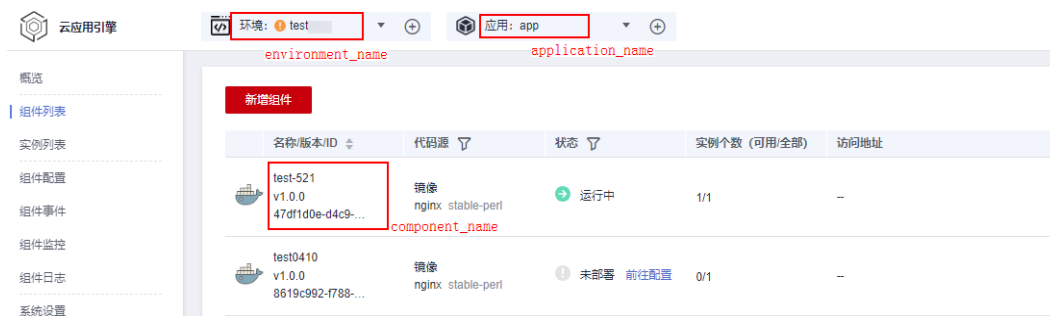 云应用引擎
环境: test
应用: app
environment_name
application_name
概览
组件列表
实例列表
组件配置
组件事件
组件监控
组件日志
系统设置
新增组件
名称/版本/ID 代码源 状态 实例个数 (可用/全部) 访问地址
test-521
v1.0.0
47df1d0e-d4c9-...
镜像
nginx stable-perl
运行中
1/1
--
component_name
test0410
v1.0.0
8619c992-f788-...
镜像
nginx stable-perl
未部署 前往配置
0/1
--